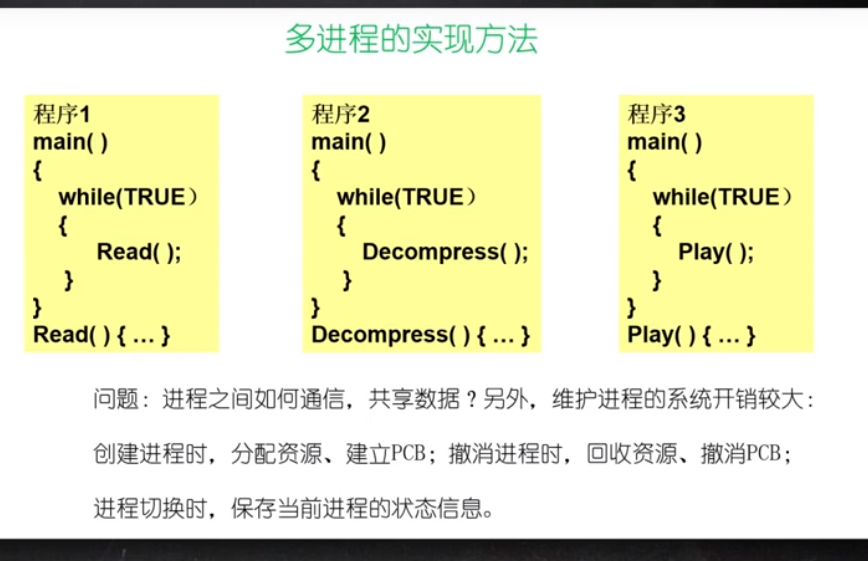 多进程的实现方法
程序1
main( )
{
while(TRUE）
{
Read( );
}
}
Read( ) { … }
程序2
main( )
{
while(TRUE）
{
Decompress( );
}
}
Decompress( ) { … }
程序3
main( )
{
while(TRUE）
{
Play( );
}
}
Play( ) { … }
问题：进程之间如何通信，共享数据？另外，维护进程的系统开销较大：
创建进程时，分配资源、建立PCB；撤消进程时，回收资源、撤消PCB；
进程切换时，保存当前进程的状态信息。